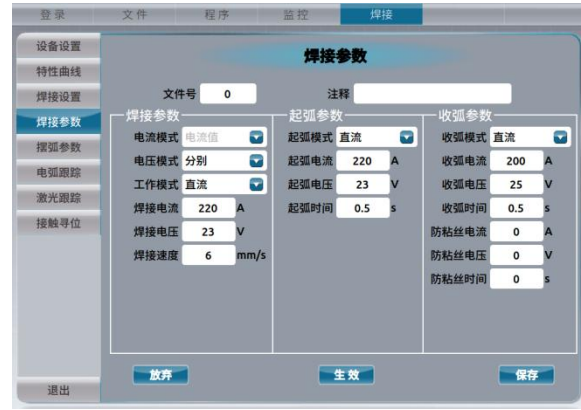 登录 文件 程序 监控 焊接
设备设置
特性曲线
焊接设置
焊接参数
摆弧参数
电弧跟踪
激光跟踪
接触寻位
退出
焊接参数
文件号 0 注释
焊接参数
电流模式 电流值
电压模式 分别
工作模式 直流
焊接电流 220 A
焊接电压 23 V
焊接速度 6 mm/s
起弧参数
起弧模式 直流
起弧电流 220 A
起弧电压 23 V
起弧时间 0.5 s
收弧参数
收弧模式 直流
收弧电流 200 A
收弧电压 25 V
收弧时间 0.5 s
防粘丝电流 0 A
防粘丝电压 0 V
防粘丝时间 0 s
放弃 生效 保存